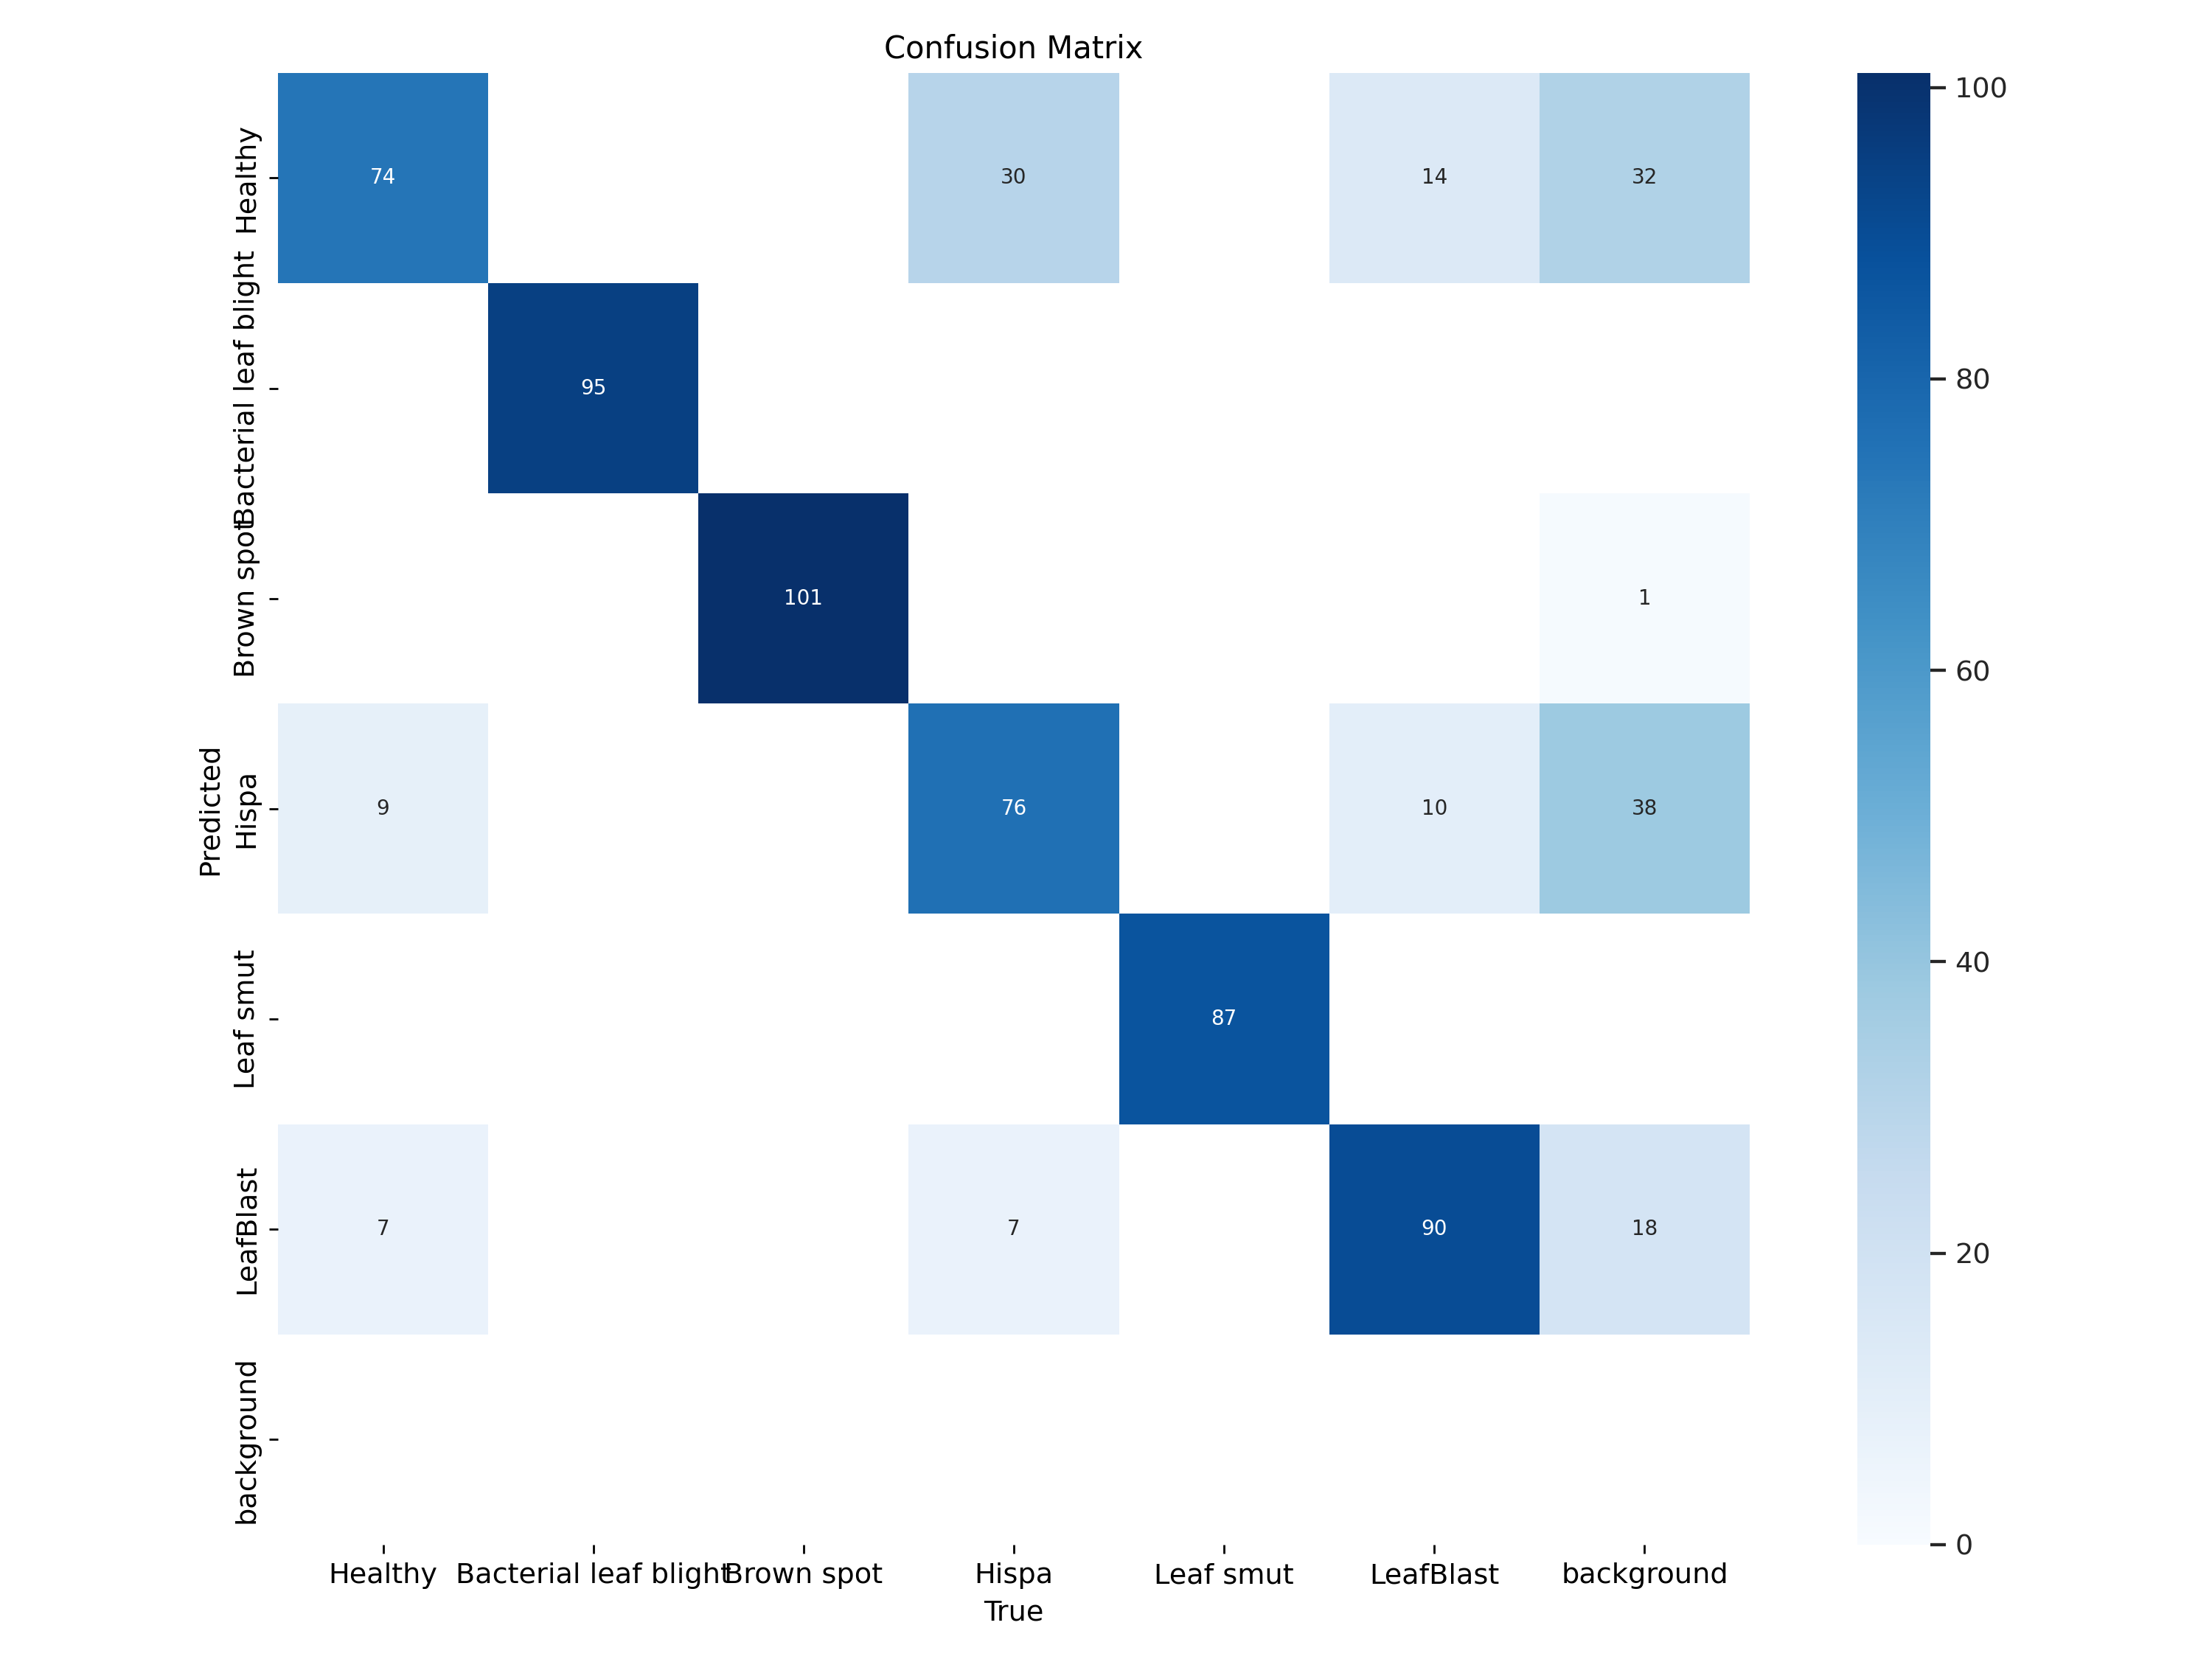 Confusion Matrix
Healthy
74
30
14
32
Bacterial leaf blight
95
Brown spot
101
1
Predicted
Hispa
9
76
10
38
Leaf smut
87
LeafBlast
7
7
90
18
background
Healthy
Bacterial leaf blight
Brown spot
Hispa
Leaf smut
LeafBlast
background
True
100
80
60
40
20
0